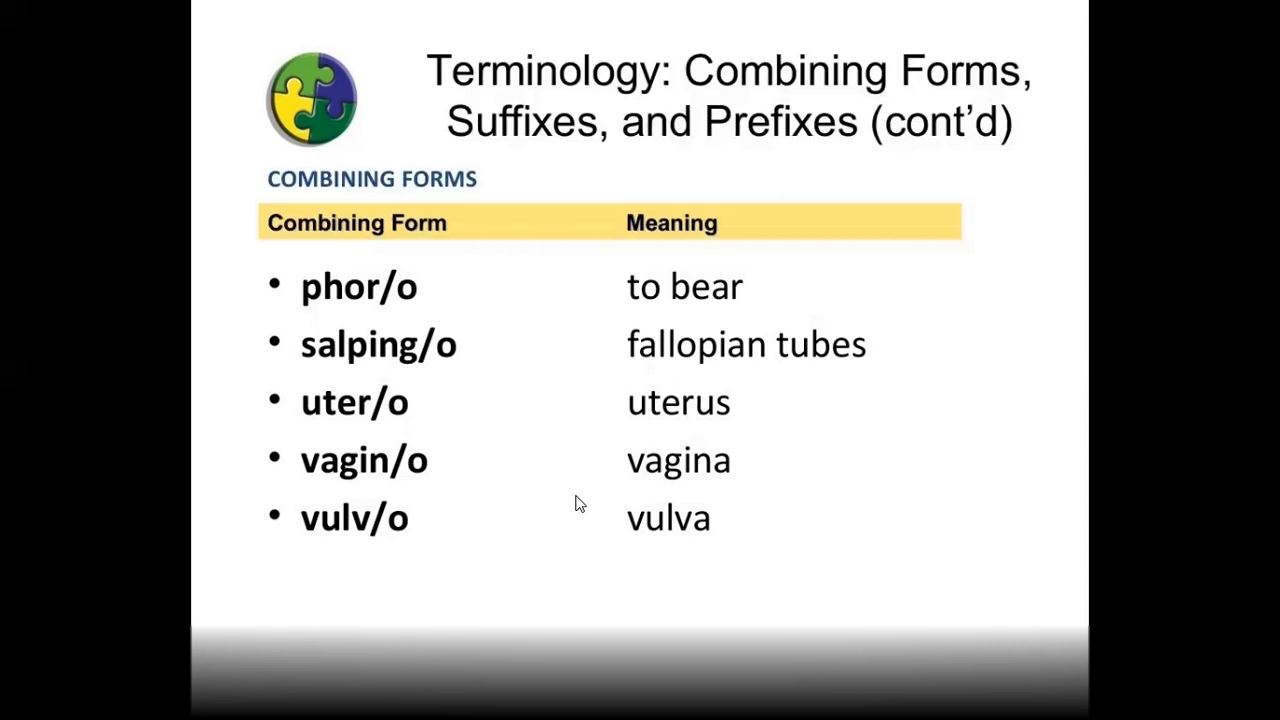 Terminology: Combining Forms,
Suffixes, and Prefixes (cont’d)
COMBINING FORMS
Combining Form Meaning
• phor/o to bear
• salping/o fallopian tubes
• uter/o uterus
• vagin/o vagina
• vulv/o vulva